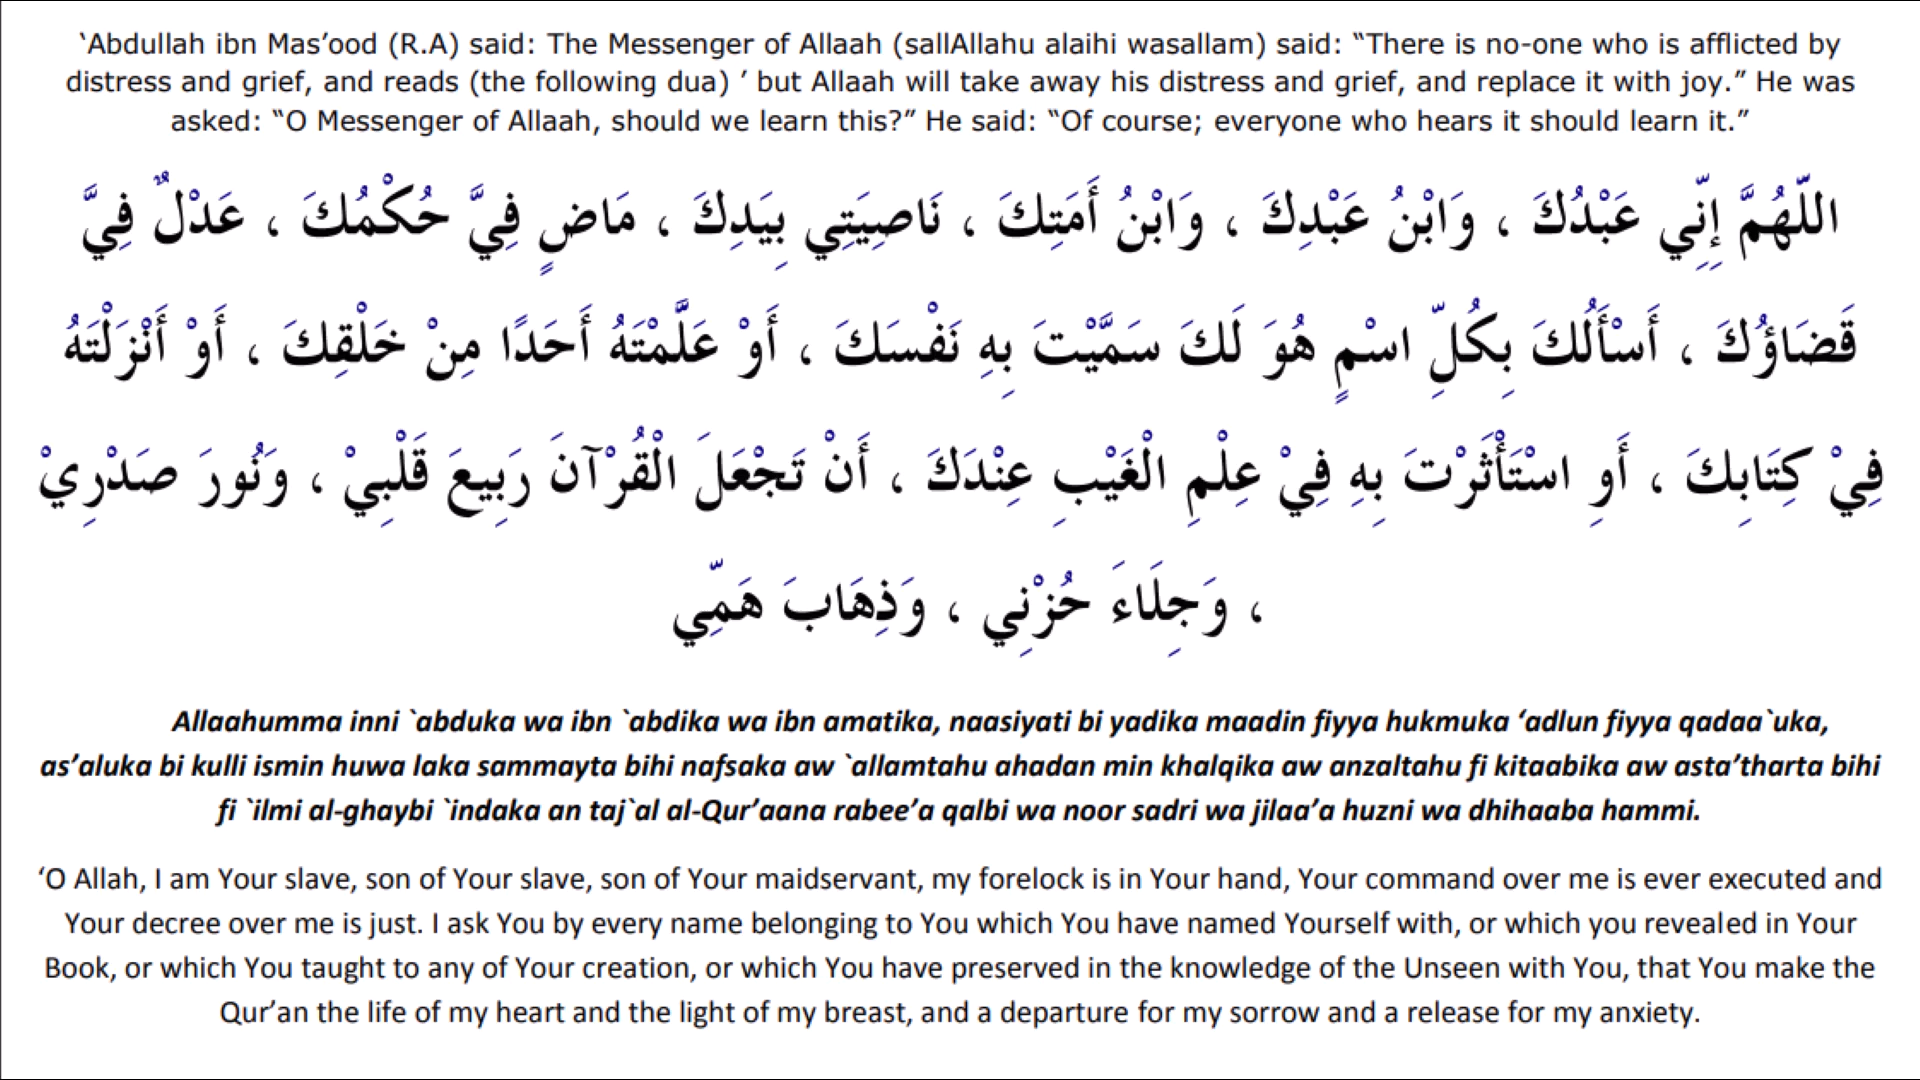 ‘Abdullah ibn Mas’ood (R.A) said: The Messenger of Allaah (sallAllahu alaihi wasallam) said: “There is no-one who is afflicted by
distress and grief, and reads (the following dua) ’ but Allaah will take away his distress and grief, and replace it with joy.” He was
asked: “O Messenger of Allaah, should we learn this?” He said: “Of course; everyone who hears it should learn it.”
اللَّهُمَّ إِنِّي عَبْدُكَ ، وَابْنُ عَبْدِكَ ، وَابْنُ أَمَتِكَ ، نَاصِيَتِي بِيَدِكَ ، مَاضٍ فِيَّ حُكْمُكَ ، عَدْلٌ فِيَّ
قَضَاؤُكَ ، أَسْأَلُكَ بِكُلِّ اسْمٍ هُوَ لَكَ سَمَّيْتَ بِهِ نَفْسَكَ ، أَوْ عَلَّمْتَهُ أَحَدًا مِنْ خَلْقِكَ ، أَوْ أَنْزَلْتَهُ
فِيْ كِتَابِكَ ، أَوِ اسْتَأْثَرْتَ بِهِ فِيْ عِلْمِ الْغَيْبِ عِنْدَكَ ، أَنْ تَجْعَلَ الْقُرْآنَ رَبِيعَ قَلْبِيْ ، وَنُورَ صَدْرِيْ
، وَجِلَاءَ حُزْنِي ، وَذِهَابَ هَمِّي
Allaahumma inni `abduka wa ibn `abdika wa ibn amatika, naasiyati bi yadika maadin fiyya hukmuka ‘adlun fiyya qadaa`uka,
as’aluka bi kulli ismin huwa laka sammayta bihi nafsaka aw `allamtahu ahadan min khalqika aw anzaltahu fi kitaabika aw asta’tharta bihi
fi `ilmi al-ghaybi `indaka an taj`al al-Qur’aana rabee’a qalbi wa noor sadri wa jilaa’a huzni wa dhihaaba hammi.
‘O Allah, I am Your slave, son of Your slave, son of Your maidservant, my forelock is in Your hand, Your command over me is ever executed and
Your decree over me is just. I ask You by every name belonging to You which You have named Yourself with, or which you revealed in Your
Book, or which You taught to any of Your creation, or which You have preserved in the knowledge of the Unseen with You, that You make the
Qur’an the life of my heart and the light of my breast, and a departure for my sorrow and a release for my anxiety.